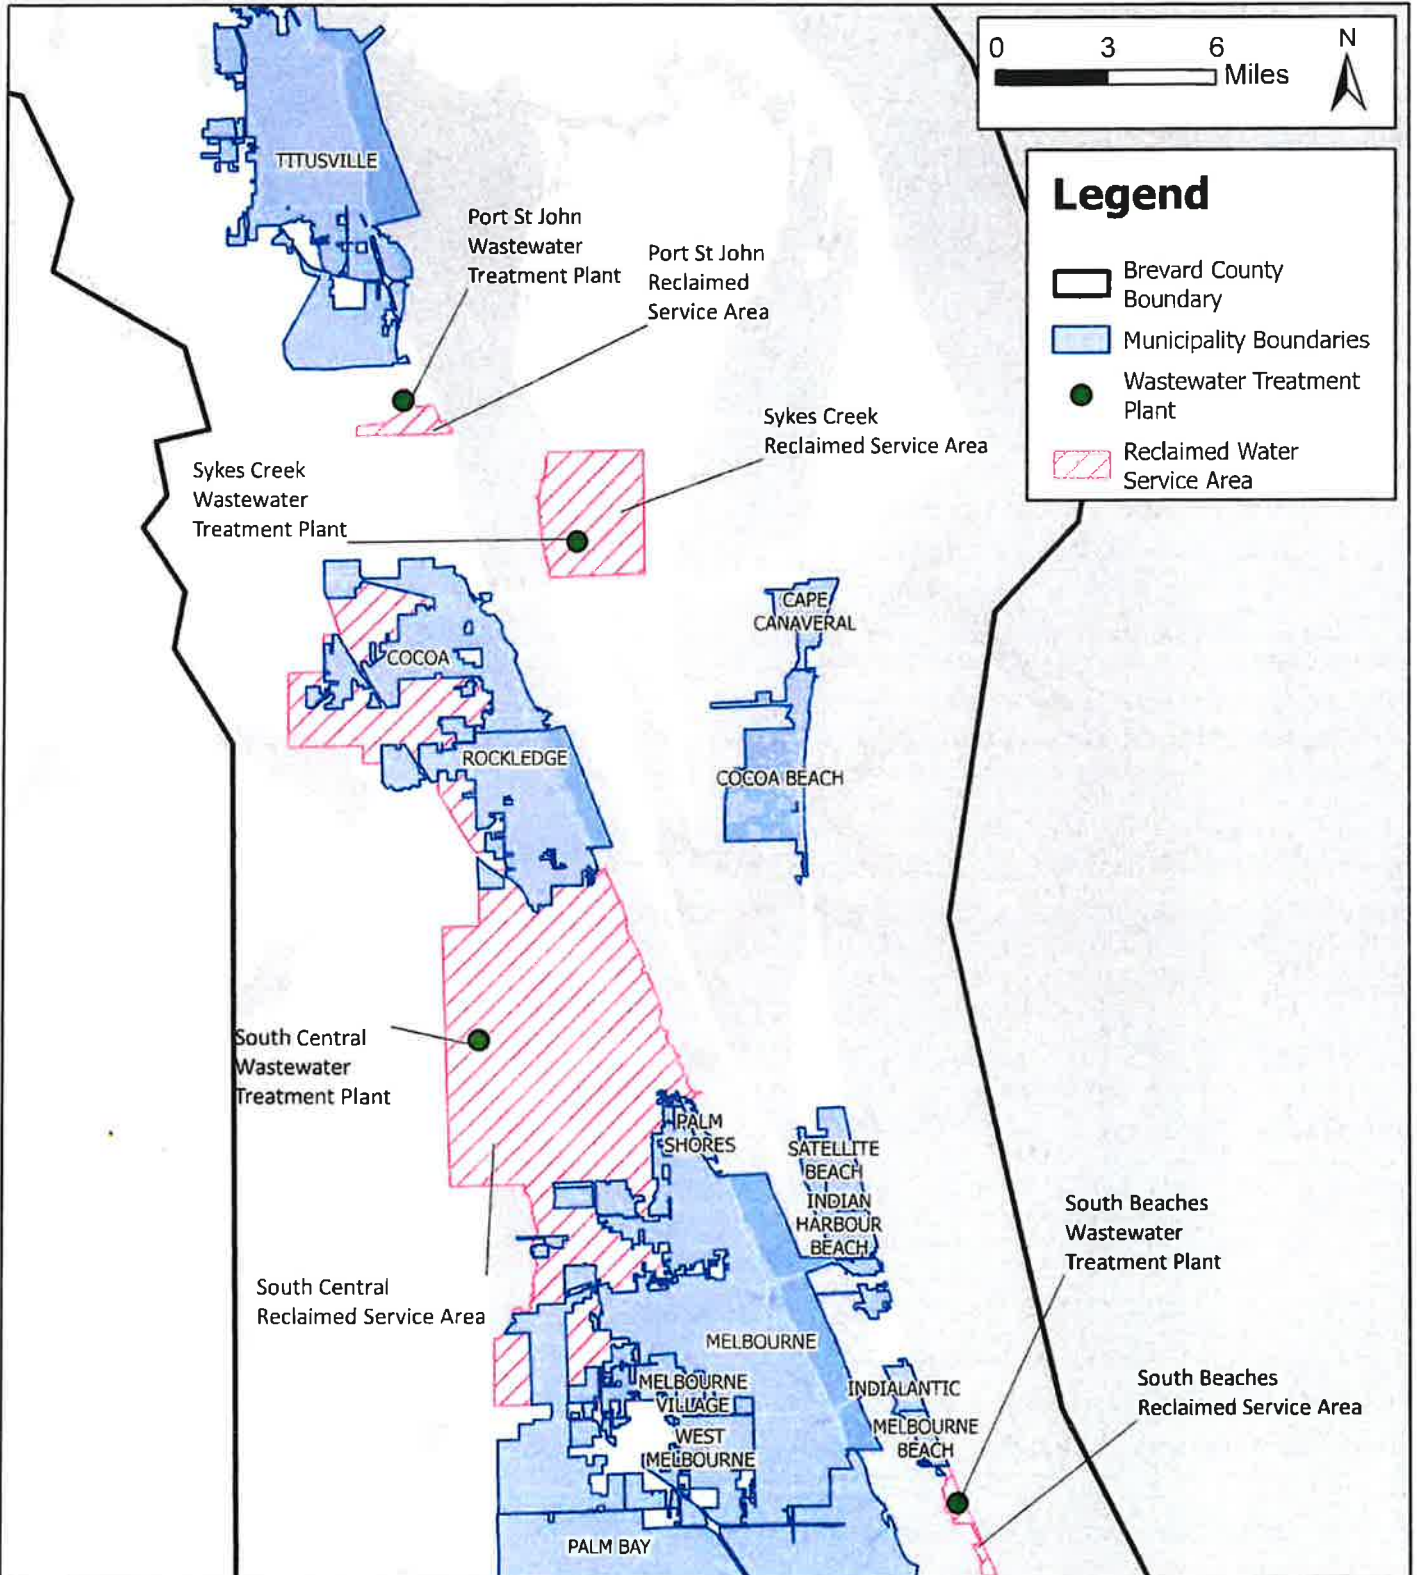 0 3 6
Miles
N
Legend
Brevard County
Boundary
Municipality Boundaries
Wastewater Treatment
Plant
Reclaimed Water
Service Area
TITUSVILLE
Port St John
Wastewater
Treatment Plant
Port St John
Reclaimed
Service Area
Sykes Creek
Reclaimed Service Area
Sykes Creek
Wastewater
Treatment Plant
CAPE
CANAVERAL
COCOA
ROCKLEDGE
COCOA BEACH
South Central
Wastewater
Treatment Plant
PALM
SHORES
SATELLITE
BEACH
INDIAN
HARBOUR
BEACH
South Beaches
Wastewater
Treatment Plant
South Central
Reclaimed Service Area
MELBOURNE
INDIALANTIC
South Beaches
Reclaimed Service Area
MELBOURNE
VILLAGE
MELBOURNE
BEACH
WEST
MELBOURNE
PALM BAY